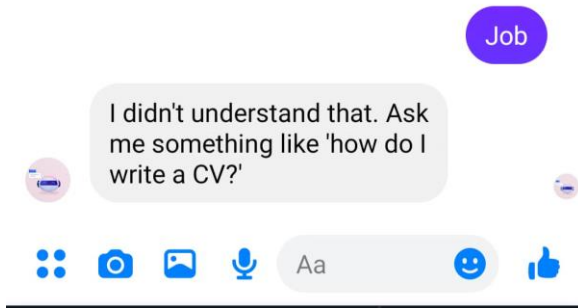 Job
I didn't understand that. Ask
me something like 'how do I
write a CV?'
Aa